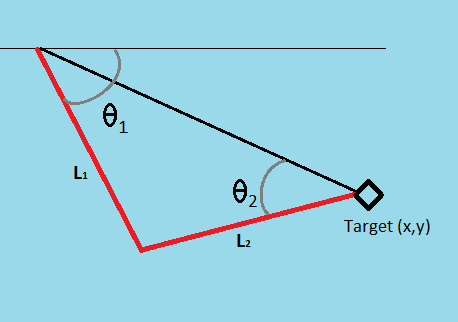 θ₁
L₁
θ₂
Target (x,y)
L₂